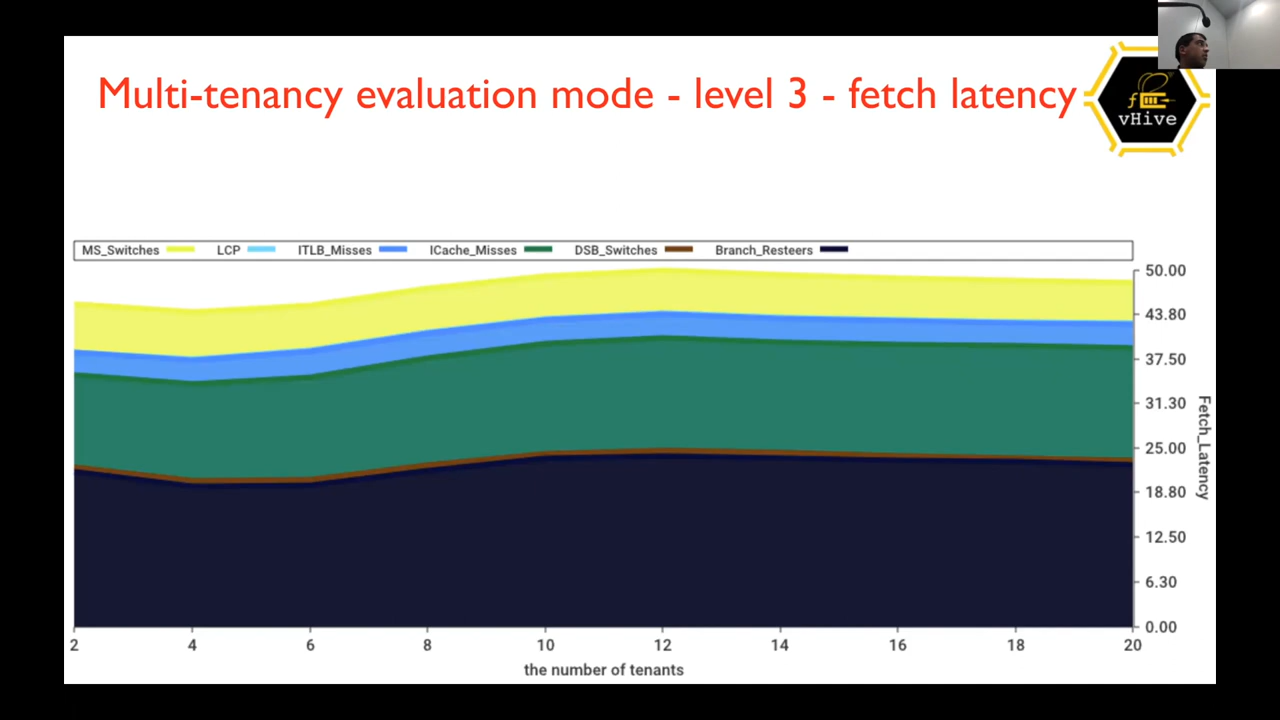 Multi-tenancy evaluation mode - level 3 - fetch latency
vHive
MS_Switches LCP ITLB_Misses ICache_Misses DSB_Switches Branch_Resteers
50.00
43.80
37.50
31.30
25.00
18.80
12.50
6.30
0.00
Fetch_Latency
2 4 6 8 10 12 14 16 18 20
the number of tenants